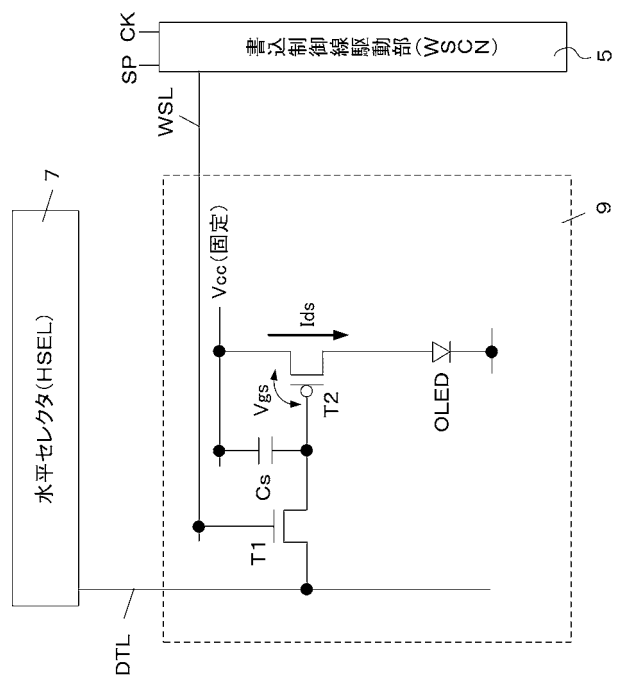 水平セレクタ(HSEL)
7
DTL
書込制御線駆動部(WSCN)
SP
CK
5
WSL
Vcc(固定)
T1
Cs
Vgs
T2
Ids
OLED
9